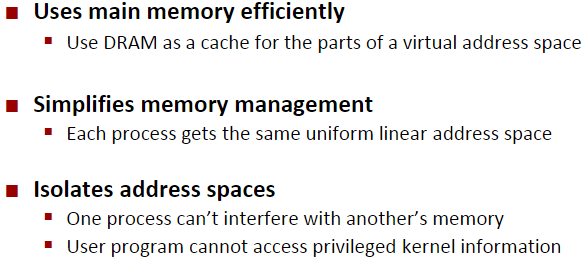 Uses main memory efficiently
Use DRAM as a cache for the parts of a virtual address space
Simplifies memory management
Each process gets the same uniform linear address space
Isolates address spaces
One process can’t interfere with another’s memory
User program cannot access privileged kernel information